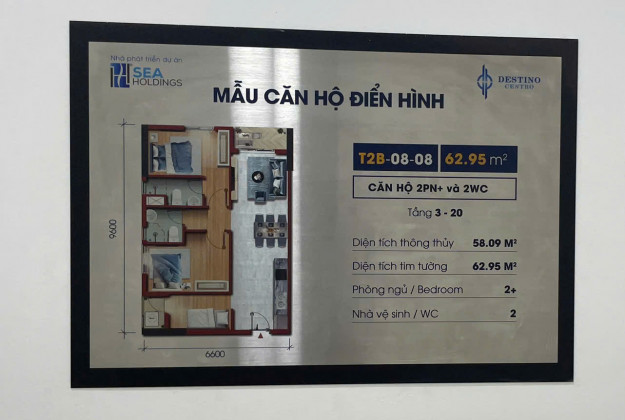 Nhà phát triển dự án
SEA
HOLDINGS
DESTINO
CENTRO
MẪU CĂN HỘ ĐIỂN HÌNH
T2B-08-08 62.95 m²
CĂN HỘ 2PN+ và 2WC
Tầng 3 - 20
Diện tích thông thủy 58.09 M²
Diện tích tim tường 62.95 M²
Phòng ngủ / Bedroom 2+
Nhà vệ sinh / WC 2
9600
6600